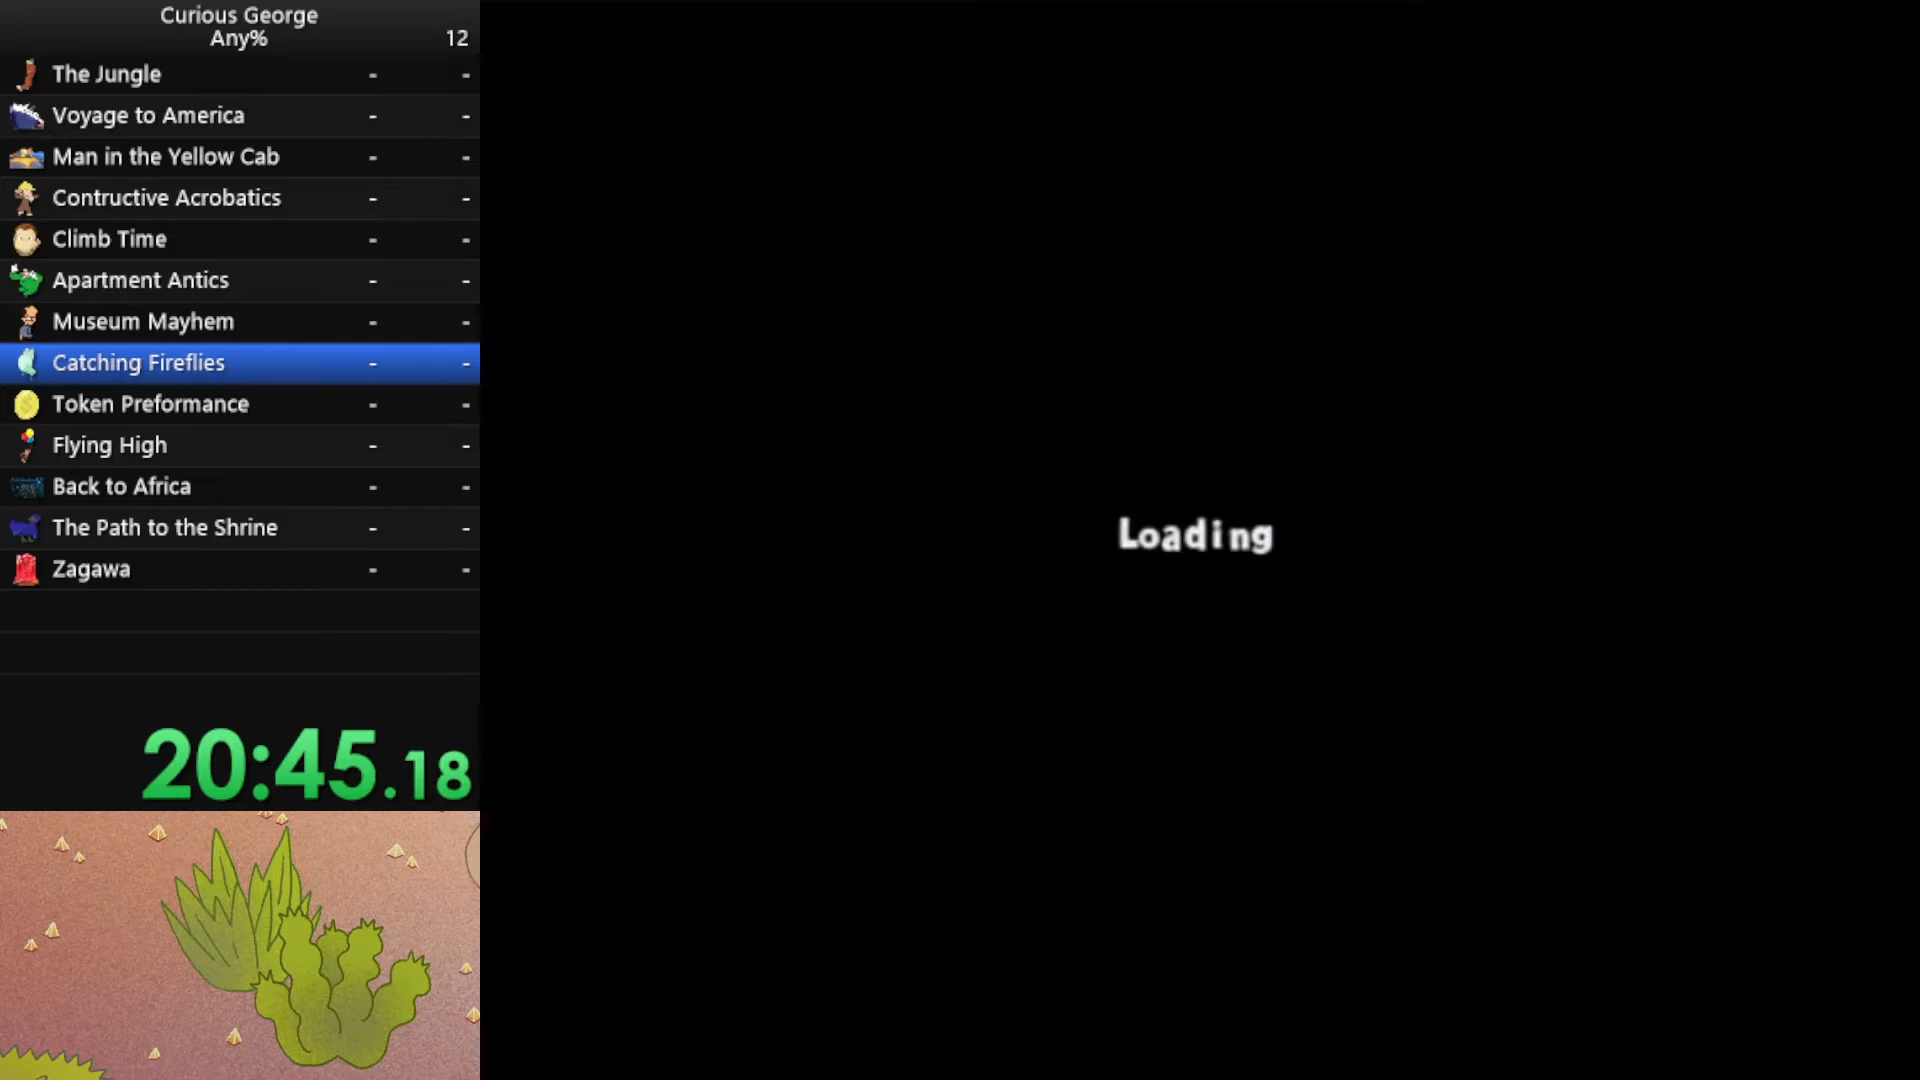 Curious George
Any%
12
The Jungle - -
Voyage to America - -
Man in the Yellow Cab - -
Contructive Acrobatics - -
Climb Time - -
Apartment Antics - -
Museum Mayhem - -
Catching Fireflies - -
Token Preformance - -
Flying High - -
Back to Africa - -
The Path to the Shrine - -
Zagawa - -
20:45.18
Loading